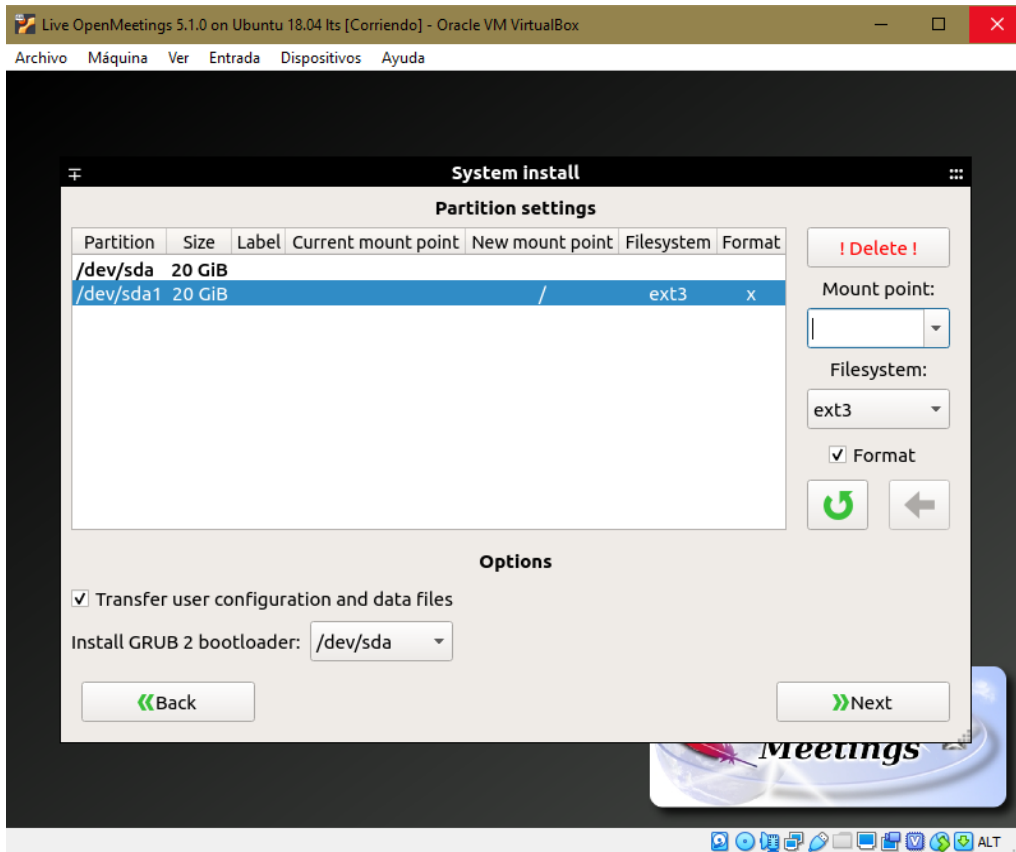 Live OpenMeetings 5.1.0 on Ubuntu 18.04 lts [Corriendo] - Oracle VM VirtualBox
Archivo Máquina Ver Entrada Dispositivos Ayuda
System install
Partition settings
Partition Size Label Current mount point New mount point Filesystem Format
/dev/sda 20 GiB
/dev/sda1 20 GiB / ext3 x
! Delete !
Mount point:
Filesystem:
ext3
Format
Options
Transfer user configuration and data files
Install GRUB 2 bootloader: /dev/sda
Back
Next
Meetings
ALT